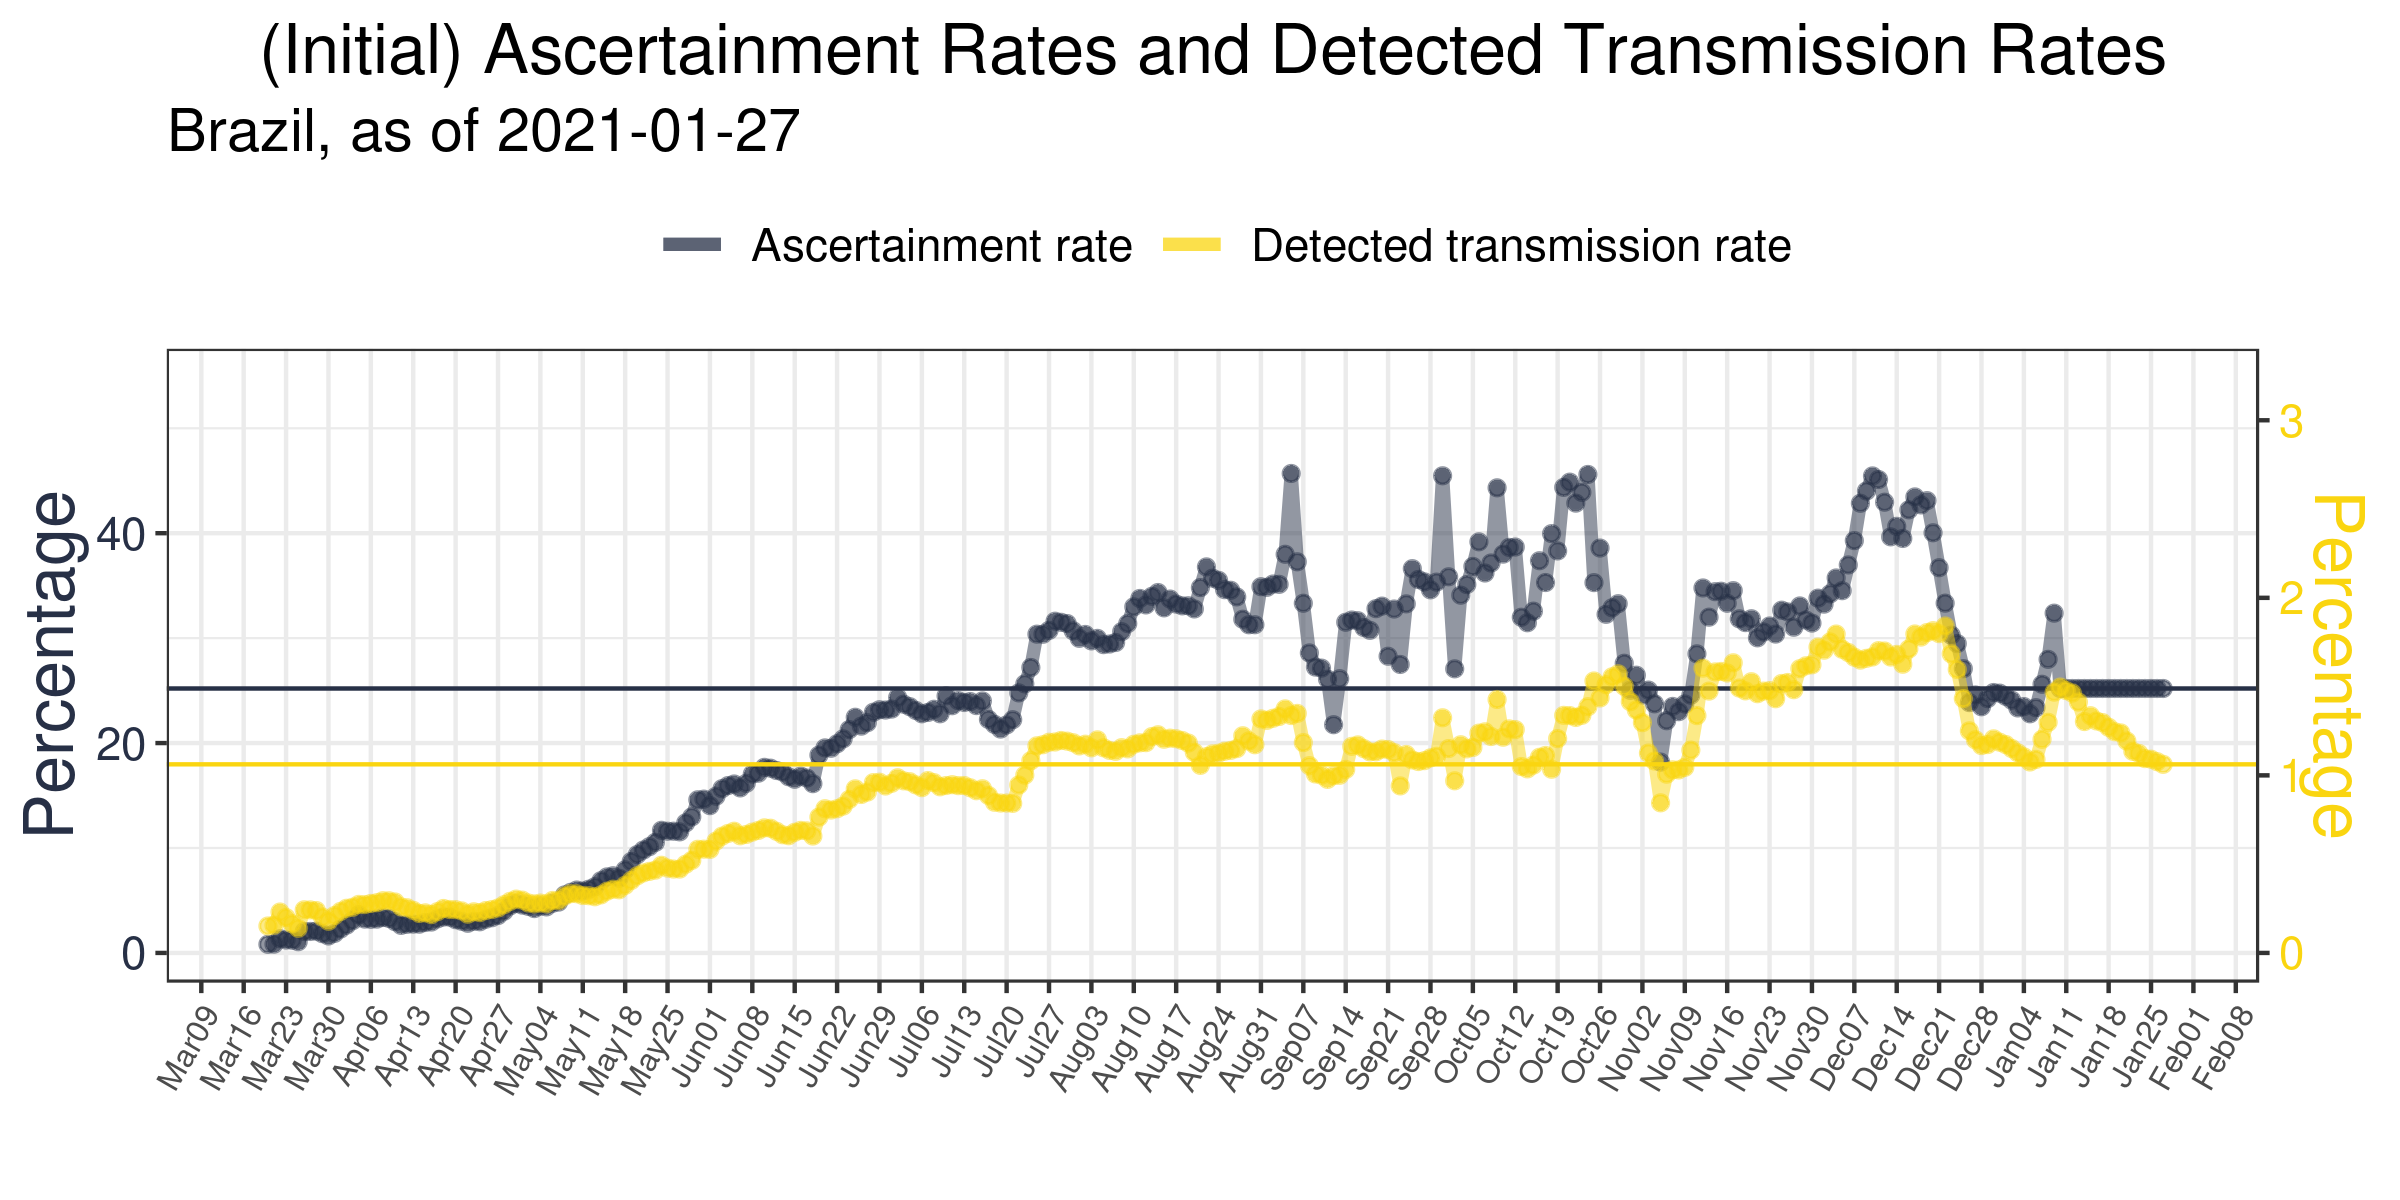 (Initial) Ascertainment Rates and Detected Transmission Rates
Brazil, as of 2021-01-27
Ascertainment rate Detected transmission rate
Percentage
40
20
0
3
2
1
0
Percentage
Mar09 Mar16 Mar23 Mar30 Apr06 Apr13 Apr20 Apr27 May04 May11 May18 May25 Jun01 Jun08 Jun15 Jun22 Jun29 Jul06 Jul13 Jul20 Jul27 Aug03 Aug10 Aug17 Aug24 Aug31 Sep07 Sep14 Sep21 Sep28 Oct05 Oct12 Oct19 Oct26 Nov02 Nov09 Nov16 Nov23 Nov30 Dec07 Dec14 Dec21 Dec28 Jan04 Jan11 Jan18 Jan25 Feb01 Feb08